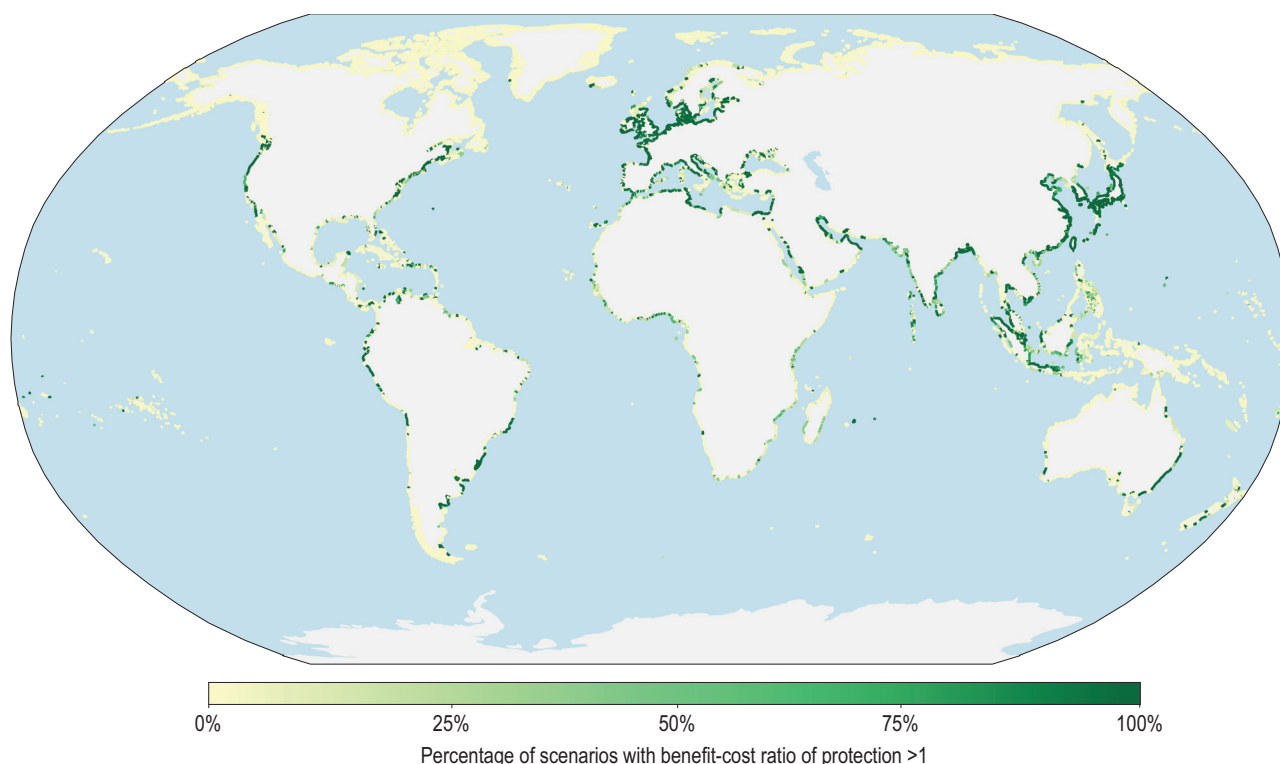 0% 25% 50% 75% 100%
Percentage of scenarios with benefit-cost ratio of protection >1